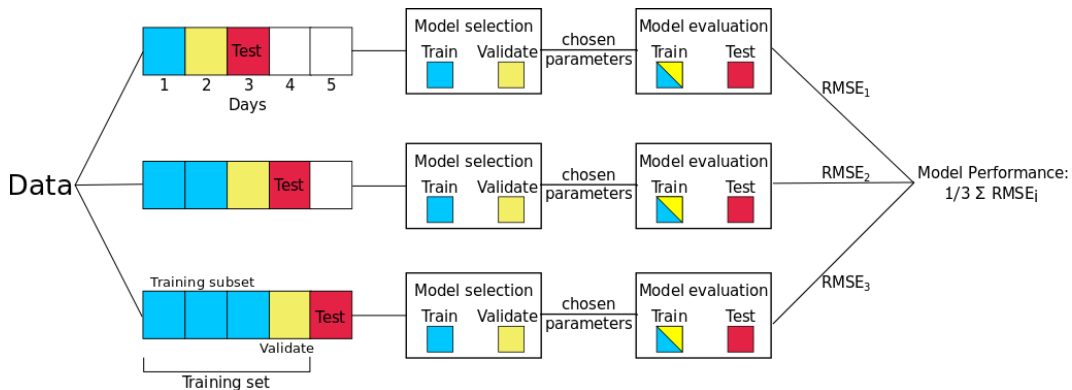 Data
Test
1 2 3 4 5
Days
Model selection
Train Validate
chosen
parameters
Model evaluation
Train Test
RMSE1
Test
Model selection
Train Validate
chosen
parameters
Model evaluation
Train Test
RMSE2
Training subset
Test
Validate
Training set
Model selection
Train Validate
chosen
parameters
Model evaluation
Train Test
RMSE3
Model Performance:
1/3 Σ RMSEi